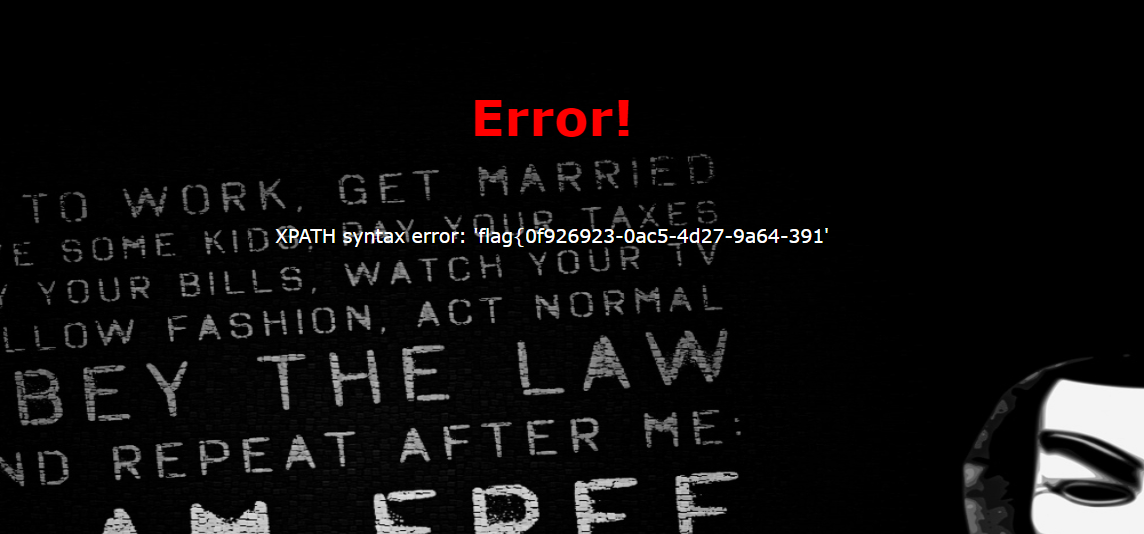 Error!
TO WORK, GET MARRIED
VE SOME KIDS, PAY YOUR TAXES
XPATH syntax error: 'flag{0f926923-0ac5-4d27-9a64-391'
Y YOUR BILLS, WATCH YOUR TV
LLOW FASHION, ACT NORMAL
BEY THE LAW
ND REPEAT AFTER ME:
AM FREE